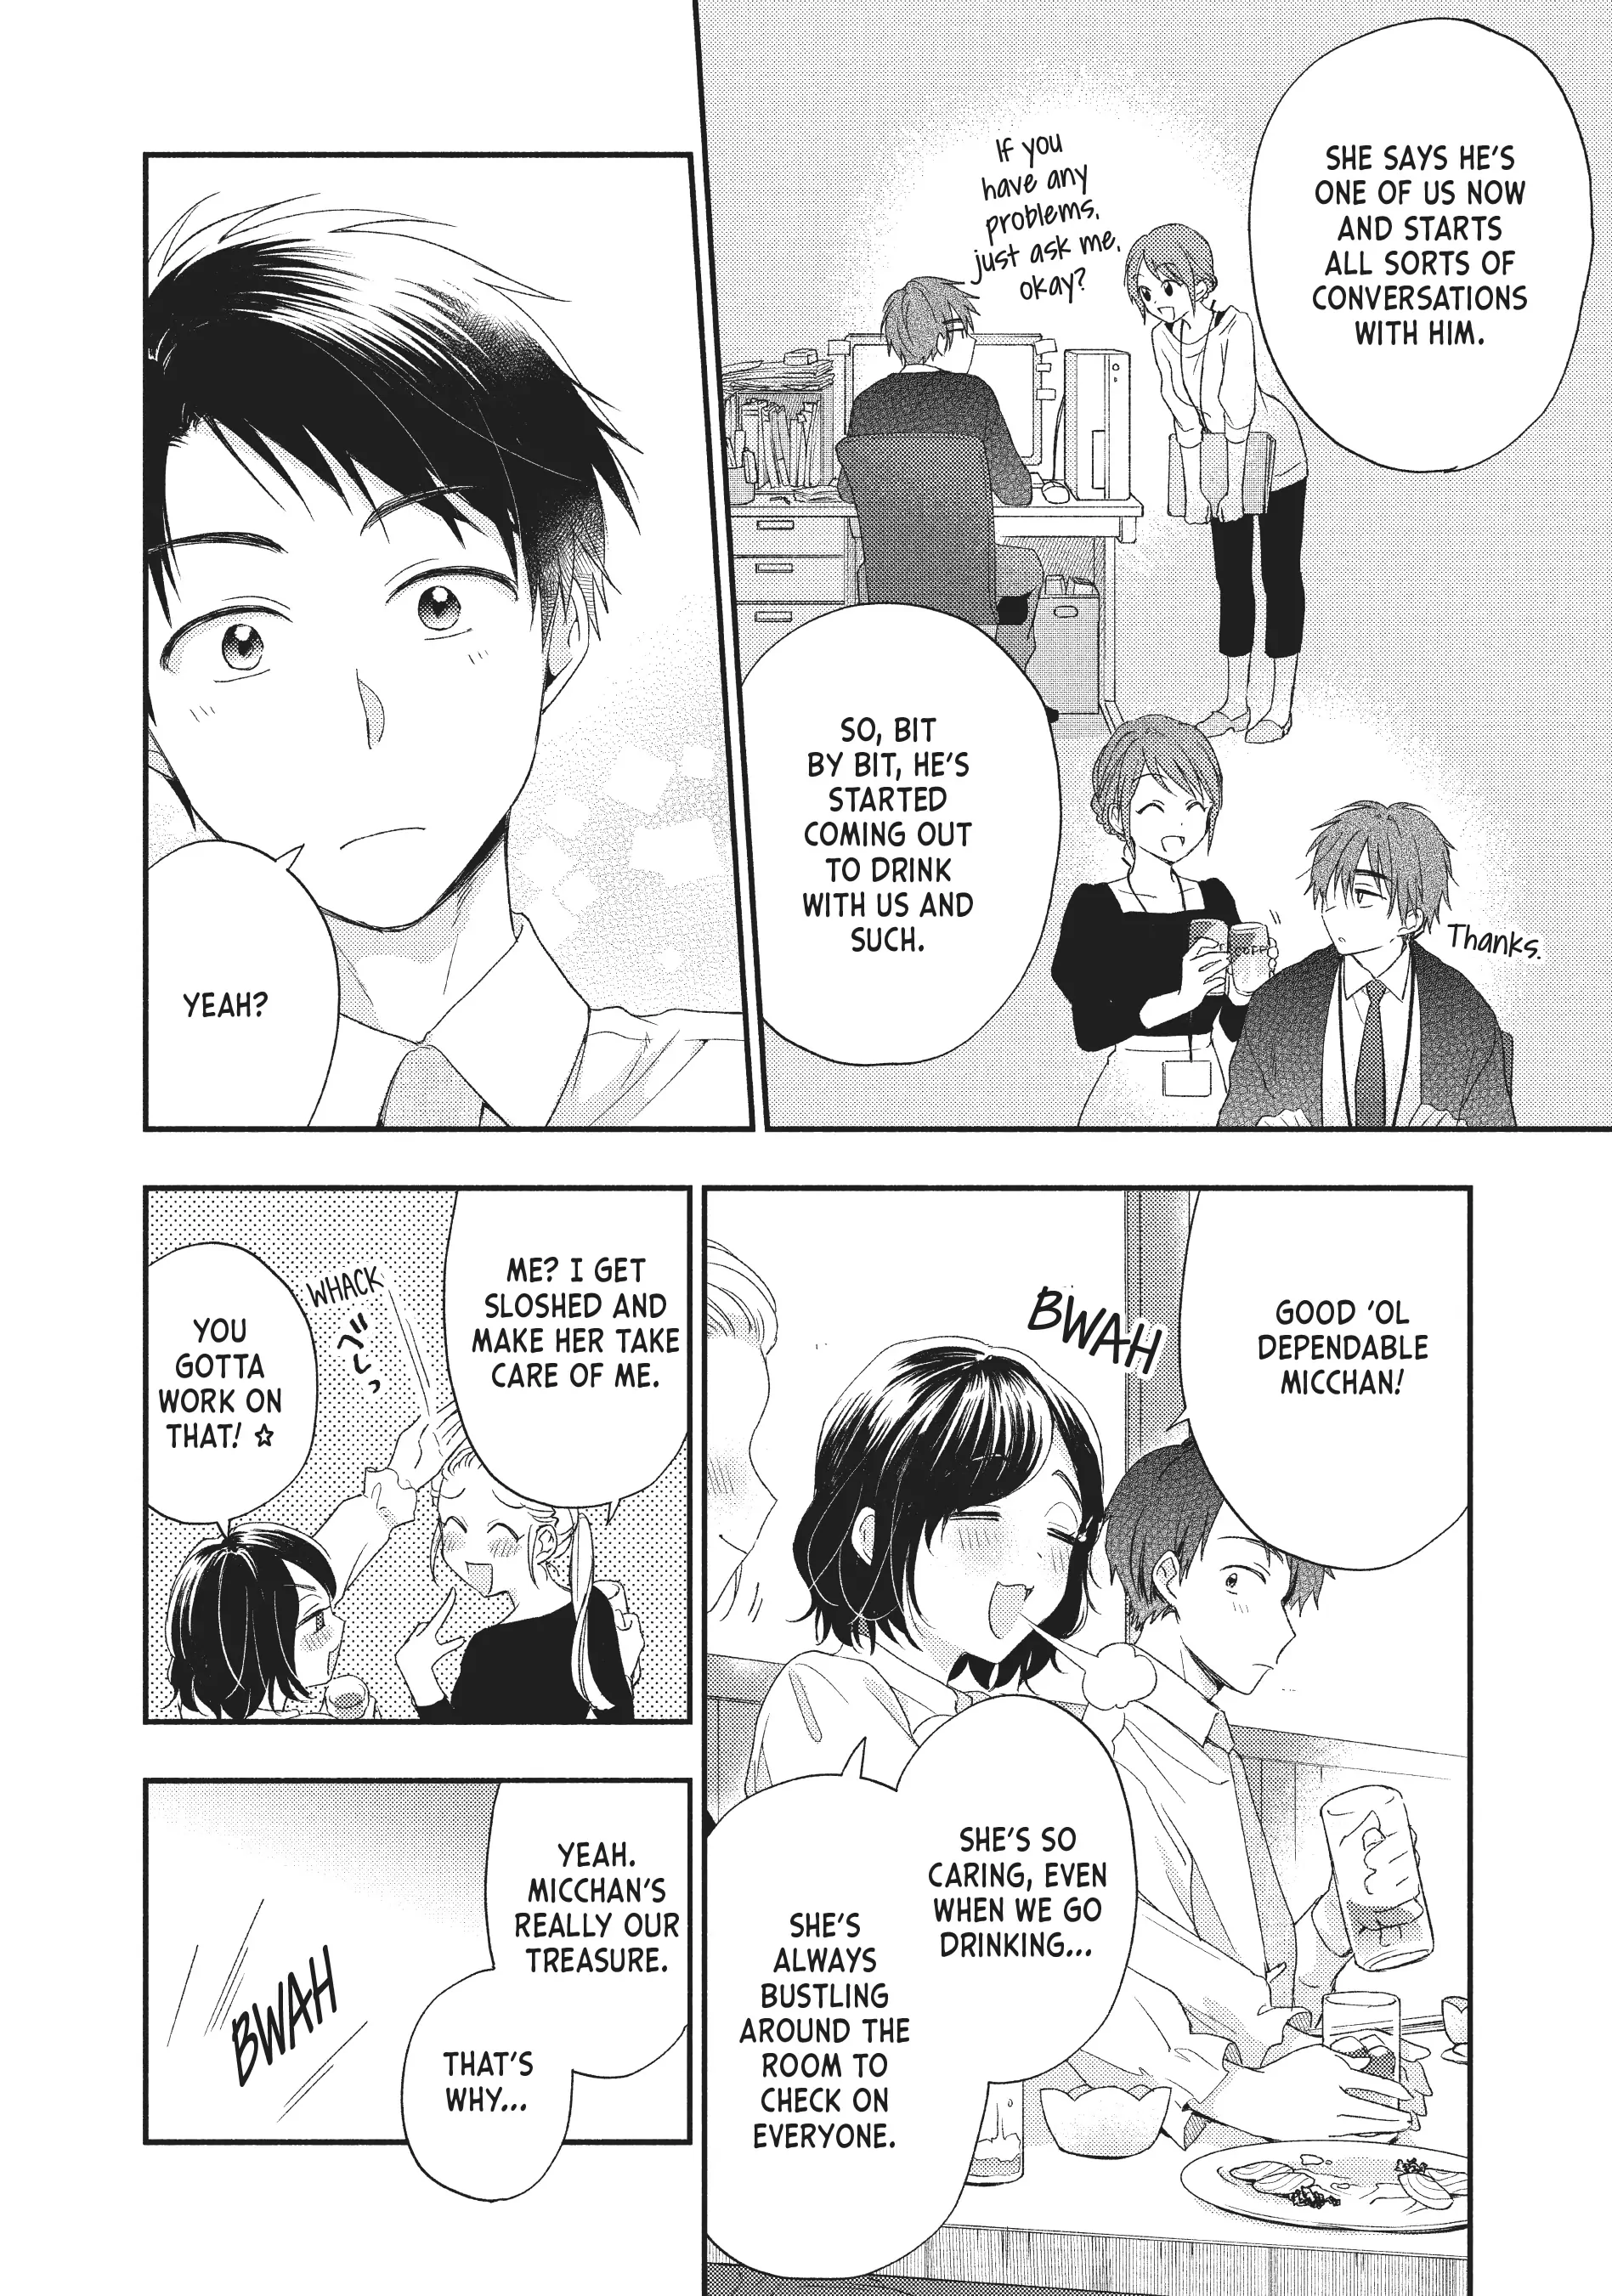 SHE SAYS HE'S
ONE OF US NOW
AND STARTS
ALL SORTS OF
CONVERSATIONS
WITH HIM.
If you
have any
problems,
just ask me,
okay?
SO, BIT
BY BIT, HE'S
STARTED
COMING OUT
TO DRINK
WITH US AND
SUCH.
Thanks.
YEAH?
GOOD 'OL
DEPENDABLE
MICCHAN!
BWAH
SHE'S SO
CARING, EVEN
WHEN WE GO
DRINKING...
SHE'S
ALWAYS
BUSTLING
AROUND THE
ROOM TO
CHECK ON
EVERYONE.
ME? I GET
SLOSHED AND
MAKE HER TAKE
CARE OF ME.
WHACK
べしっ
YOU
GOTTA
WORK ON
THAT! ☆
YEAH.
MICCHAN'S
REALLY OUR
TREASURE.
THAT'S
WHY...
BWAH